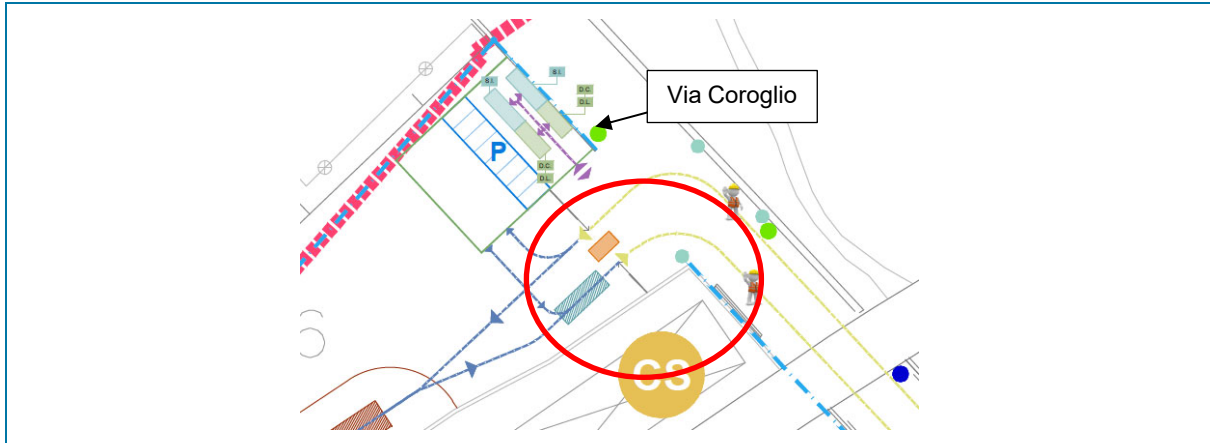 B.I.
D.C.
D.L.
B.I.
Via Coroglio
P
D.C.
D.L.
CS